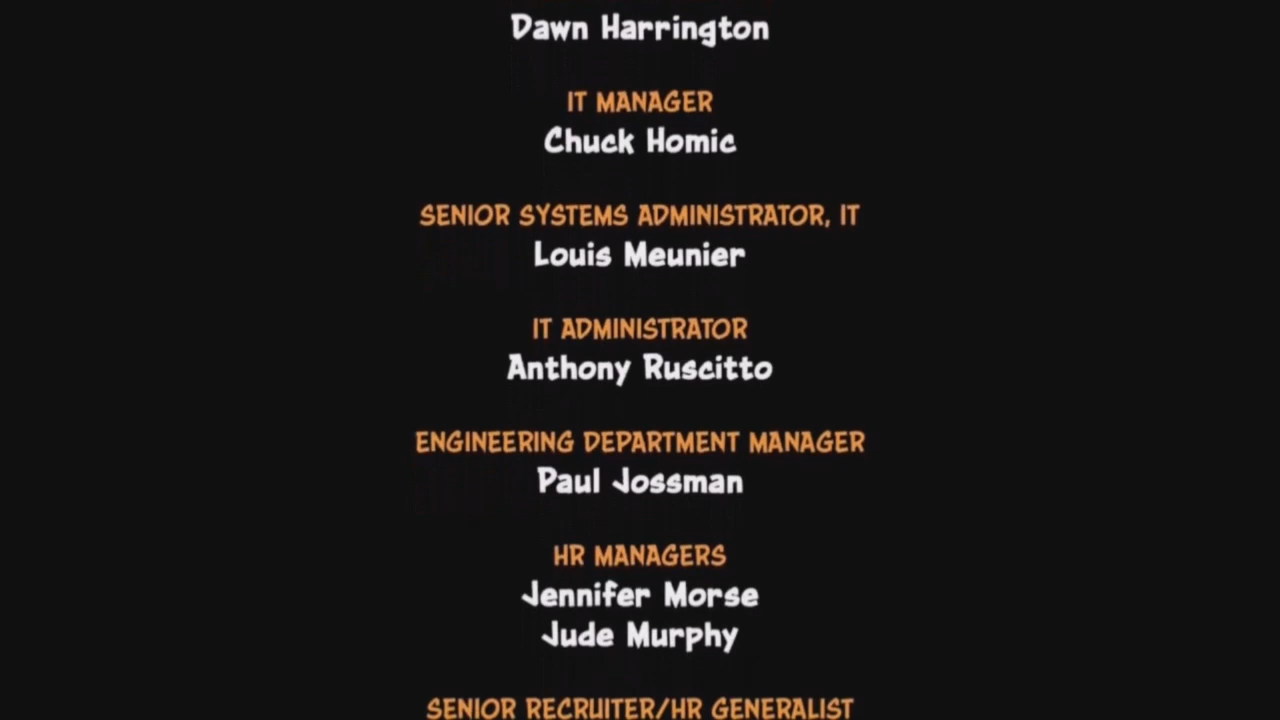 Dawn Harrington
IT MANAGER
Chuck Homic
SENIOR SYSTEMS ADMINISTRATOR, IT
Louis Meunier
IT ADMINISTRATOR
Anthony Ruscitto
ENGINEERING DEPARTMENT MANAGER
Paul Jossman
HR MANAGERS
Jennifer Morse
Jude Murphy
SENIOR RECRUITER/HR GENERALIST